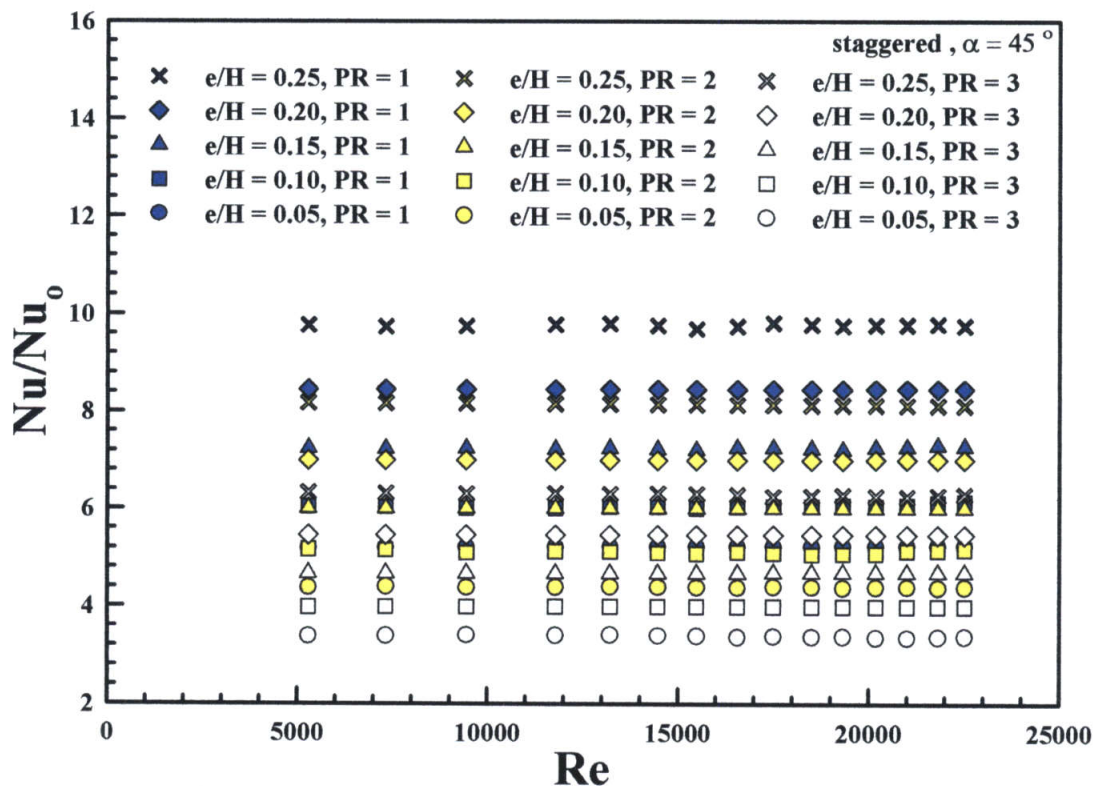 16
14
12
10
8
6
4
2
Nu/Nuo
staggered , α = 45 °
e/H = 0.25, PR = 1
e/H = 0.20, PR = 1
e/H = 0.15, PR = 1
e/H = 0.10, PR = 1
e/H = 0.05, PR = 1
e/H = 0.25, PR = 2
e/H = 0.20, PR = 2
e/H = 0.15, PR = 2
e/H = 0.10, PR = 2
e/H = 0.05, PR = 2
e/H = 0.25, PR = 3
e/H = 0.20, PR = 3
e/H = 0.15, PR = 3
e/H = 0.10, PR = 3
e/H = 0.05, PR = 3
0 5000 10000 15000 20000 25000
Re